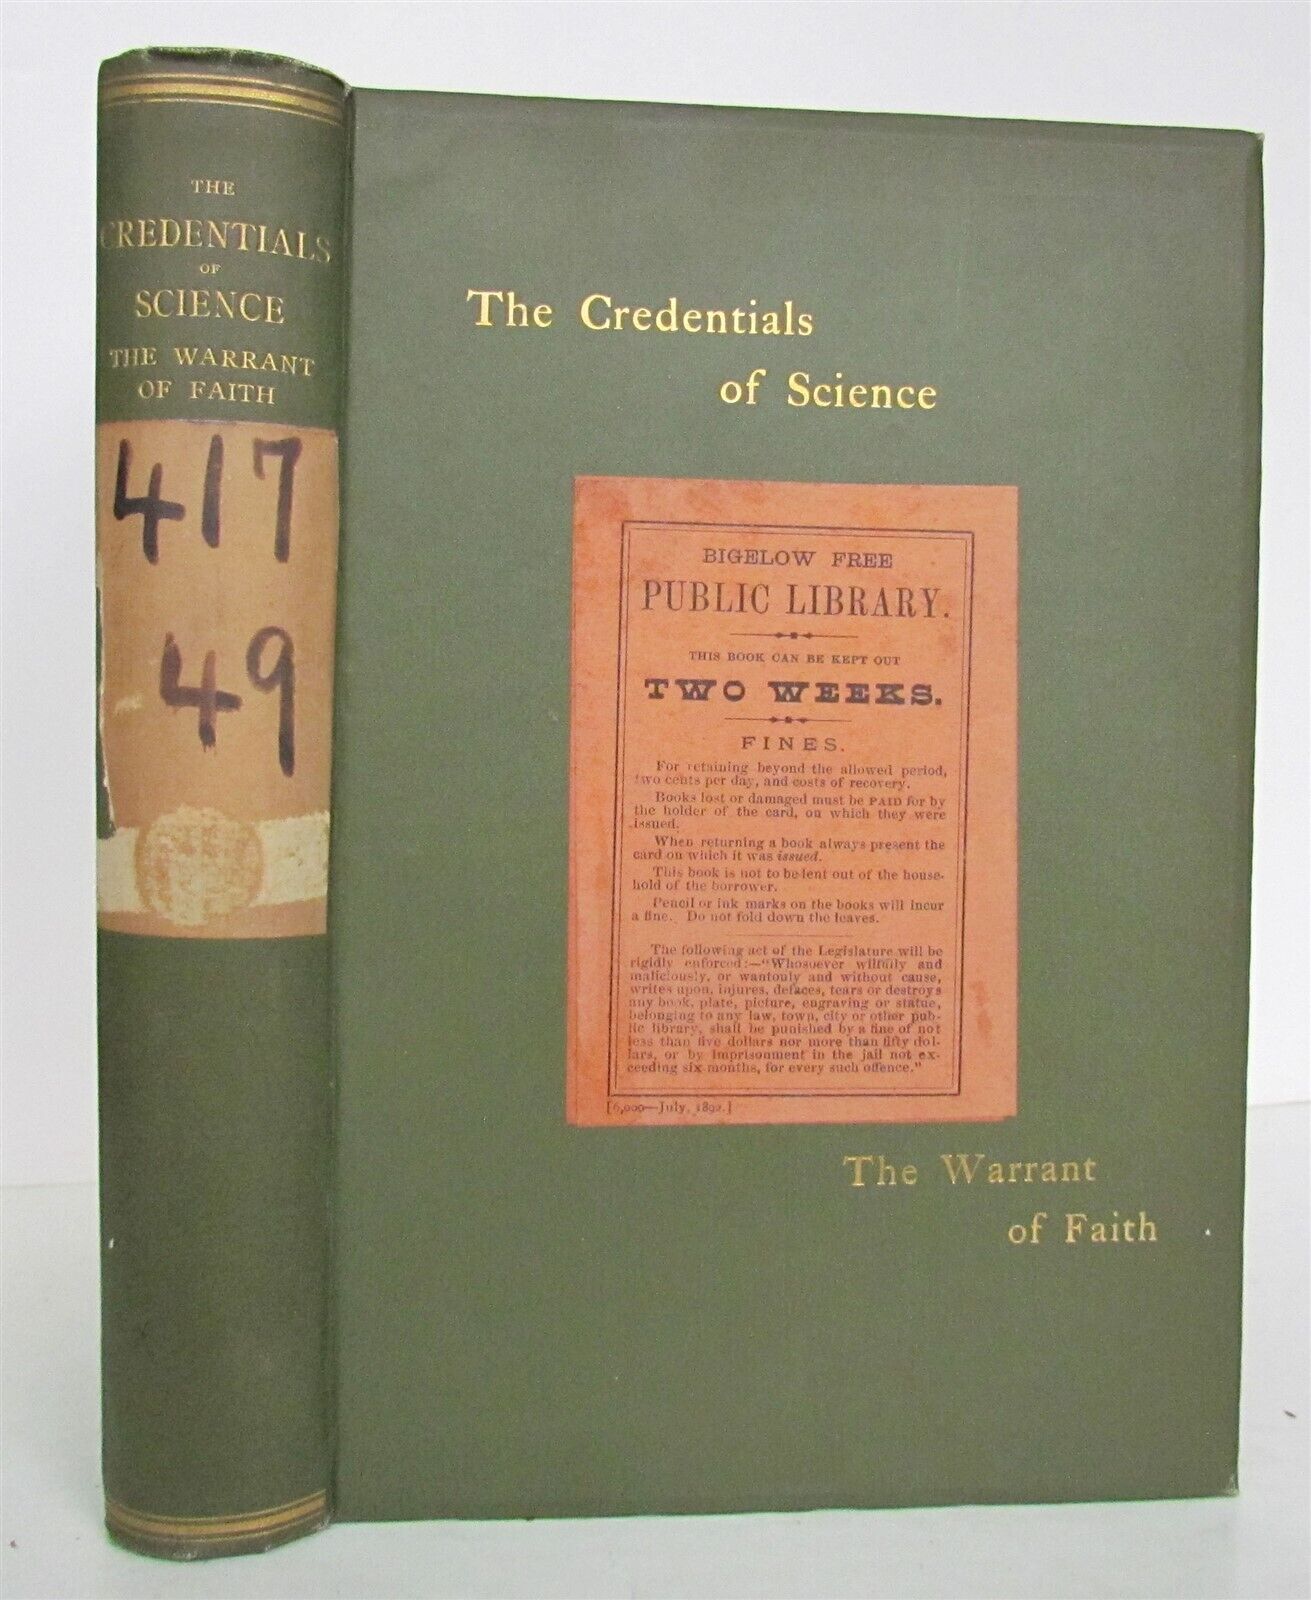 THE
CREDENTIALS
OF
SCIENCE
THE WARRANT
OF FAITH
417
49
The Credentials
of Science
BIGELOW FREE
PUBLIC LIBRARY.
THIS BOOK CAN BE KEPT OUT
TWO WEEKS.
FINES.
For retaining beyond the allowed period,
two cents per day, and costs of recovery.
Books lost or damaged must be PAID for by
the holder of the card, on which they were
issued.
When returning a book always present the
card on which it was issued.
This book is not to be lent out of the house-
hold of the borrower.
Pencil or ink marks on the books will incur
a fine. Do not fold down the leaves.
The following act of the Legislature will be
rigidly enforced:—"Whosoever wilfully and
maliciously, or wantonly and without cause,
writes upon, injures, defaces, tears or destroys
any book, plate, picture, engraving or statue,
belonging to any law, town, city or other pub-
lic library, shall be punished by a fine of not
less than five dollars nor more than fifty dol-
lars, or by imprisonment in the jail not ex-
ceeding six months, for every such offence."
[6,000—July, 1892.]
The Warrant
of Faith